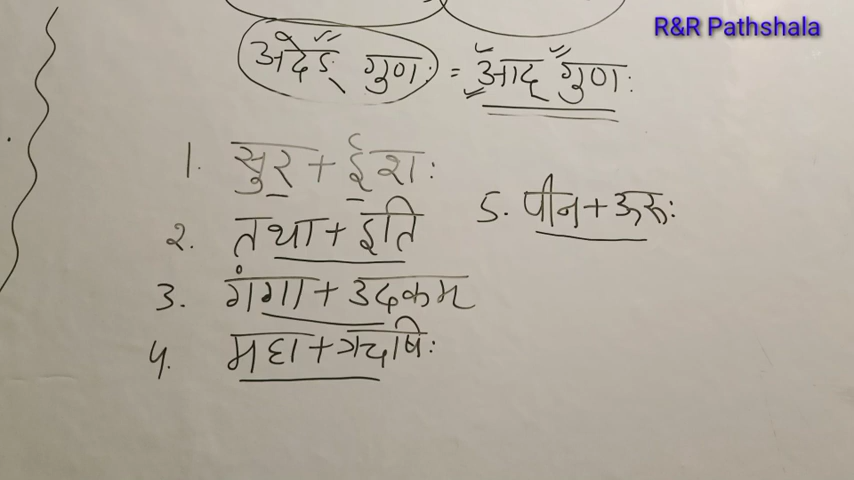 R&R Pathshala
अदेङ् गुणः = आद् गुणः
1. सुर + ईशः
2. तथा + इति
3. गंगा + उदकम
4. महा + ऋषिः
5. पीन + ऊरूः